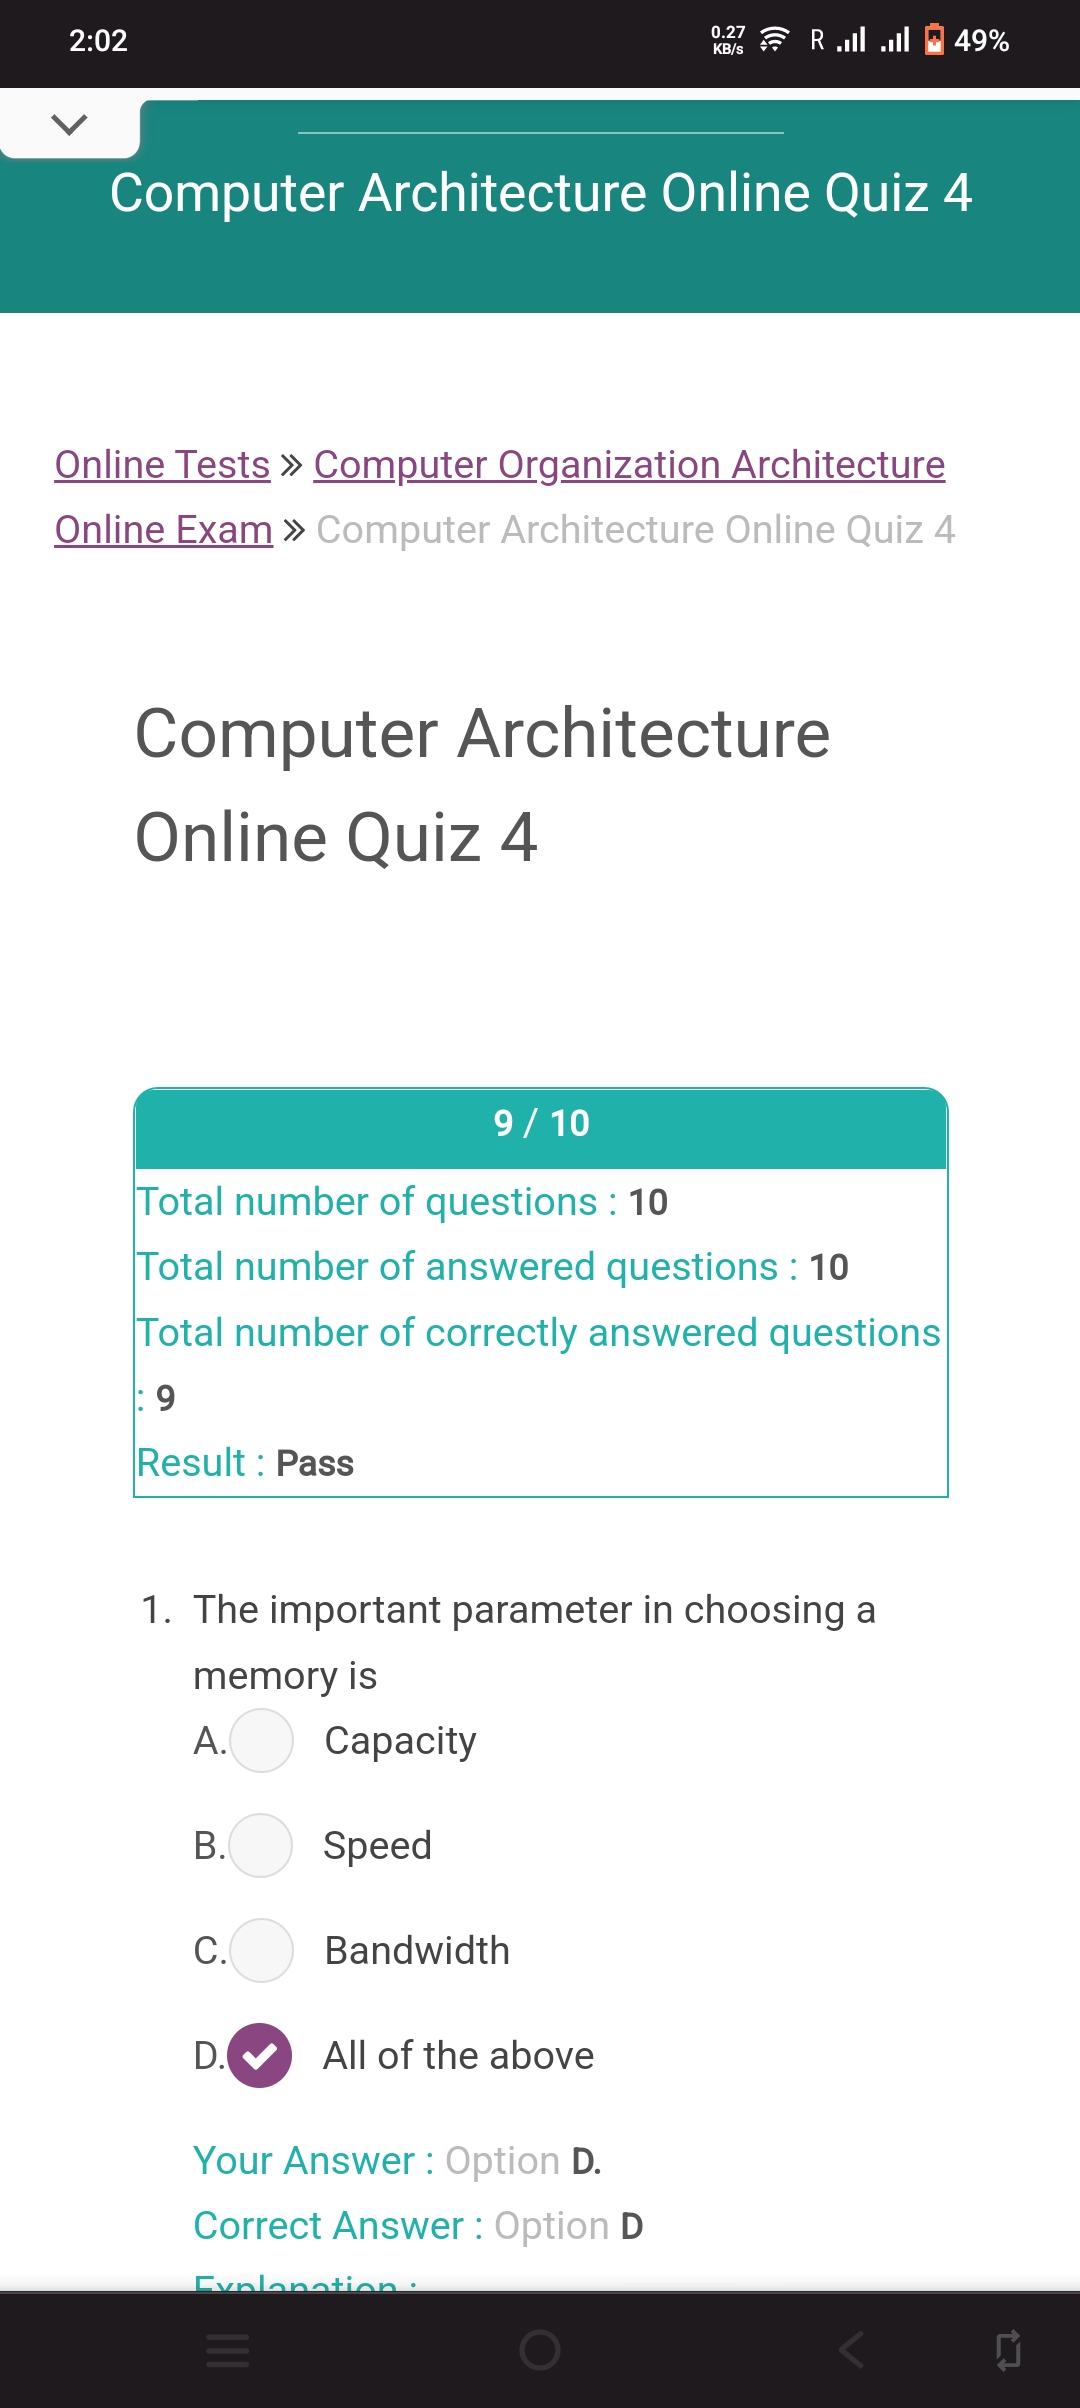 2:02
0.27
KB/s
R
49%
Computer Architecture Online Quiz 4
Online Tests » Computer Organization Architecture
Online Exam » Computer Architecture Online Quiz 4
Computer Architecture
Online Quiz 4
9 / 10
Total number of questions : 10
Total number of answered questions : 10
Total number of correctly answered questions
: 9
Result : Pass
1. The important parameter in choosing a
memory is
A. Capacity
B. Speed
C. Bandwidth
D. All of the above
Your Answer : Option D.
Correct Answer : Option D
Explanation :